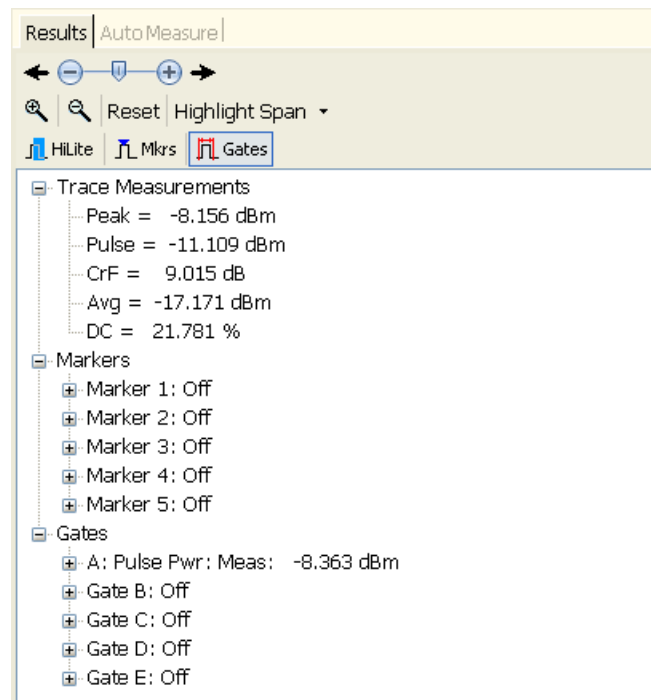 Results AutoMeasure
Reset Highlight Span
HiLite Mkrs Gates
Trace Measurements
Peak = -8.156 dBm
Pulse = -11.109 dBm
CrF = 9.015 dB
Avg = -17.171 dBm
DC = 21.781 %
Markers
Marker 1: Off
Marker 2: Off
Marker 3: Off
Marker 4: Off
Marker 5: Off
Gates
A: Pulse Pwr: Meas: -8.363 dBm
Gate B: Off
Gate C: Off
Gate D: Off
Gate E: Off